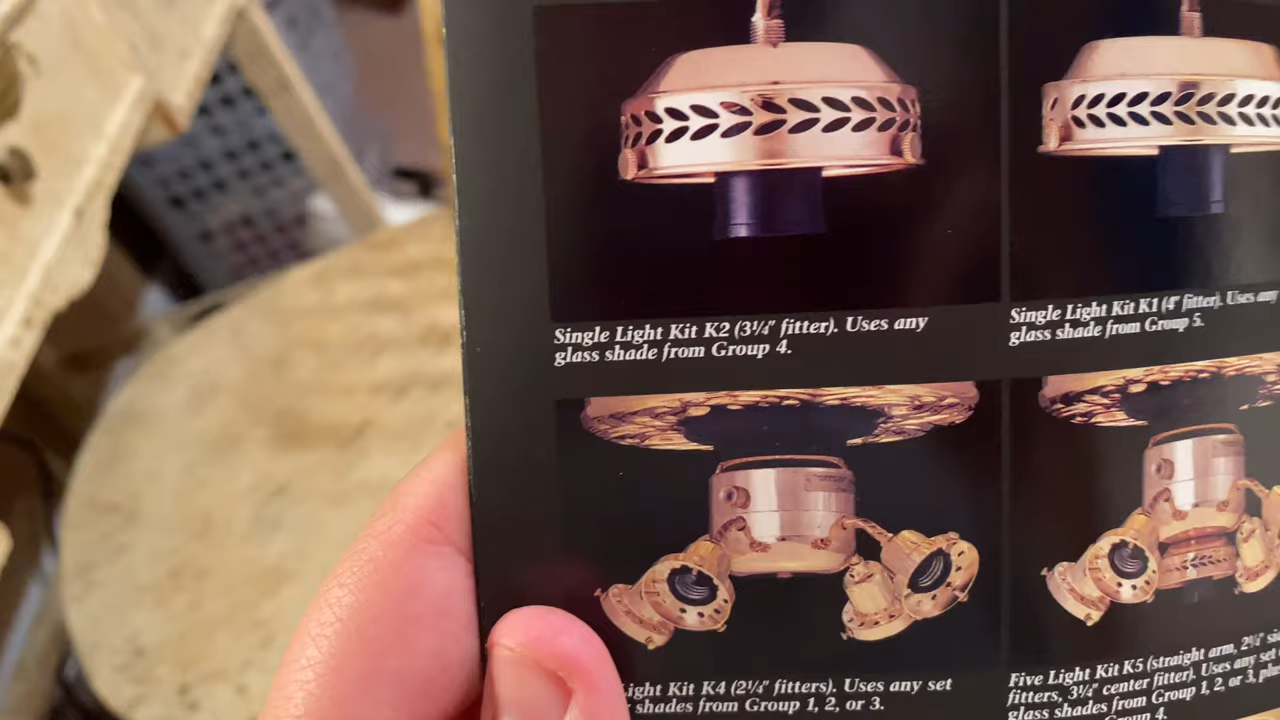 Single Light Kit K2 (3¼" fitter). Uses any
glass shade from Group 4.
Single Light Kit K1 (4" fitter). Uses any
glass shade from Group 5.
Light Kit K4 (2¼" fitters). Uses any set
shades from Group 1, 2, or 3.
Five Light Kit K5 (straight arm, 2¼"
fitters, 3¼" center fitter). Uses any set
glass shades from Group 1, 2, or 3,
Group 4.